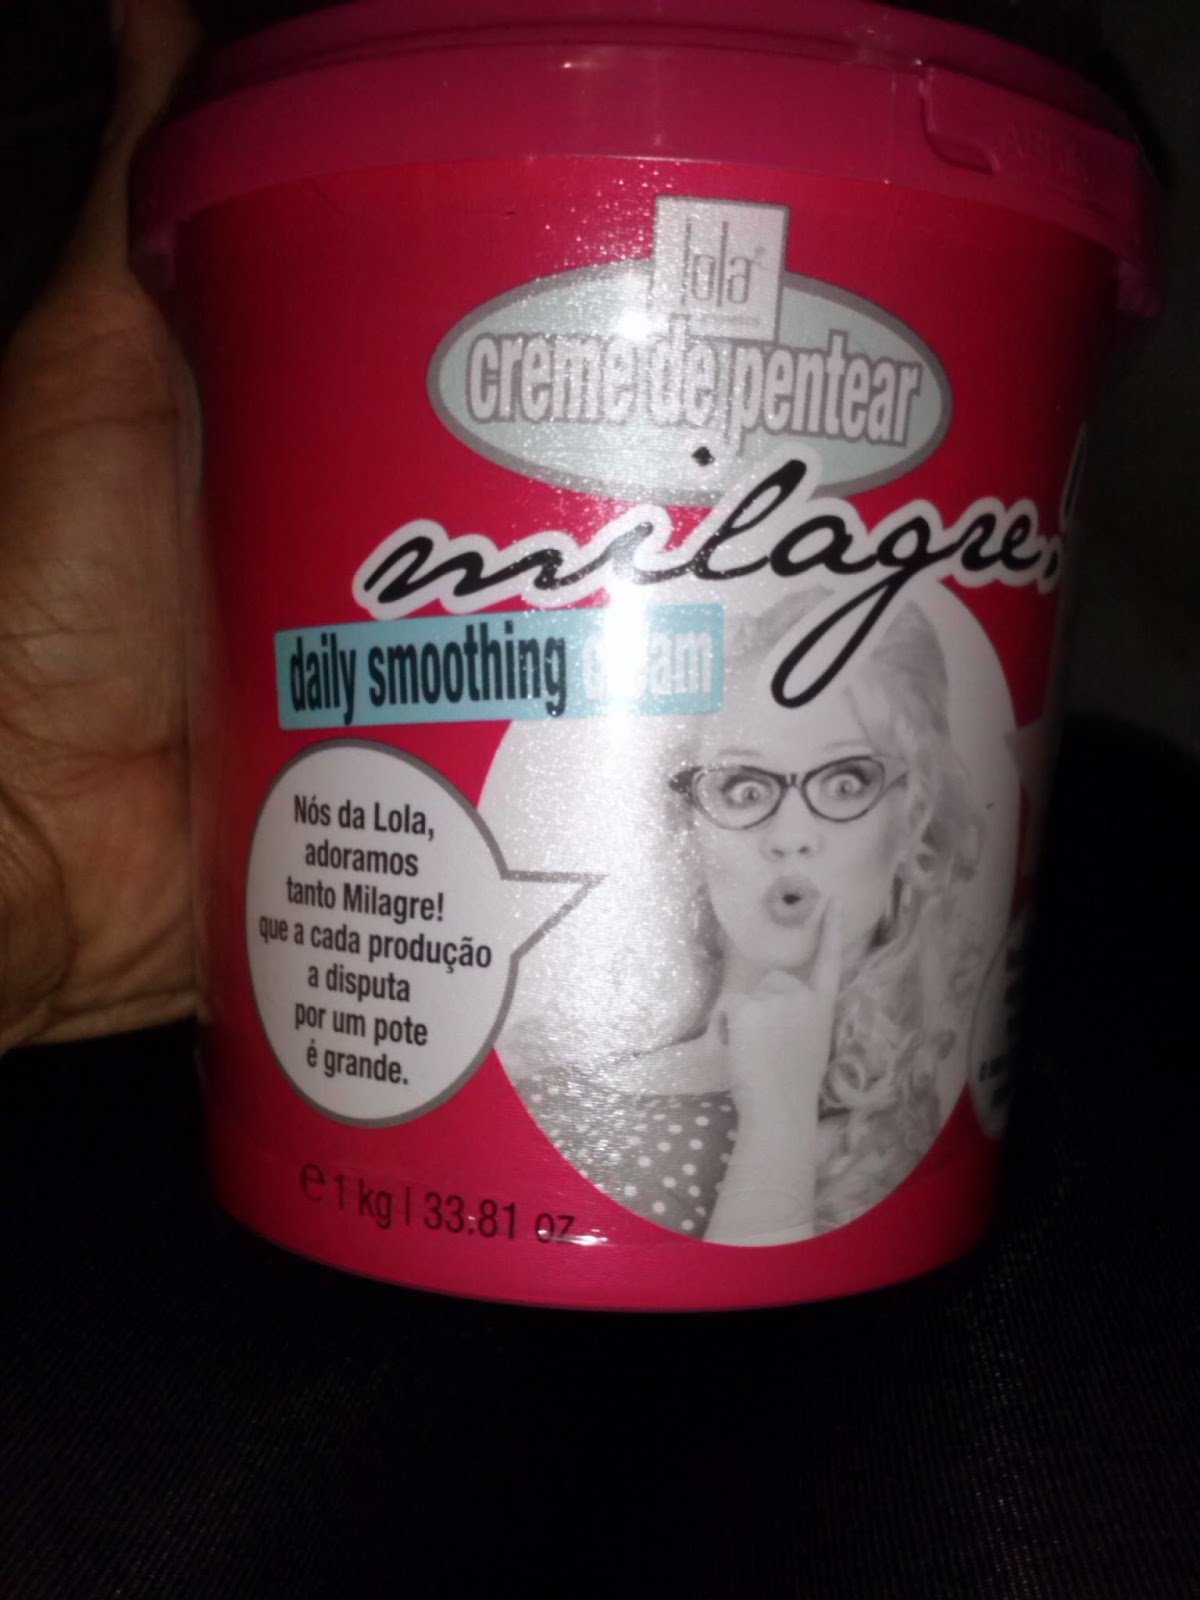 lola
creme de pentear
milagre!
daily smoothing cream
Nós da Lola,
adoramos
tanto Milagre!
que a cada produção
a disputa
por um pote
é grande.
e 1 kg | 33.81 oz